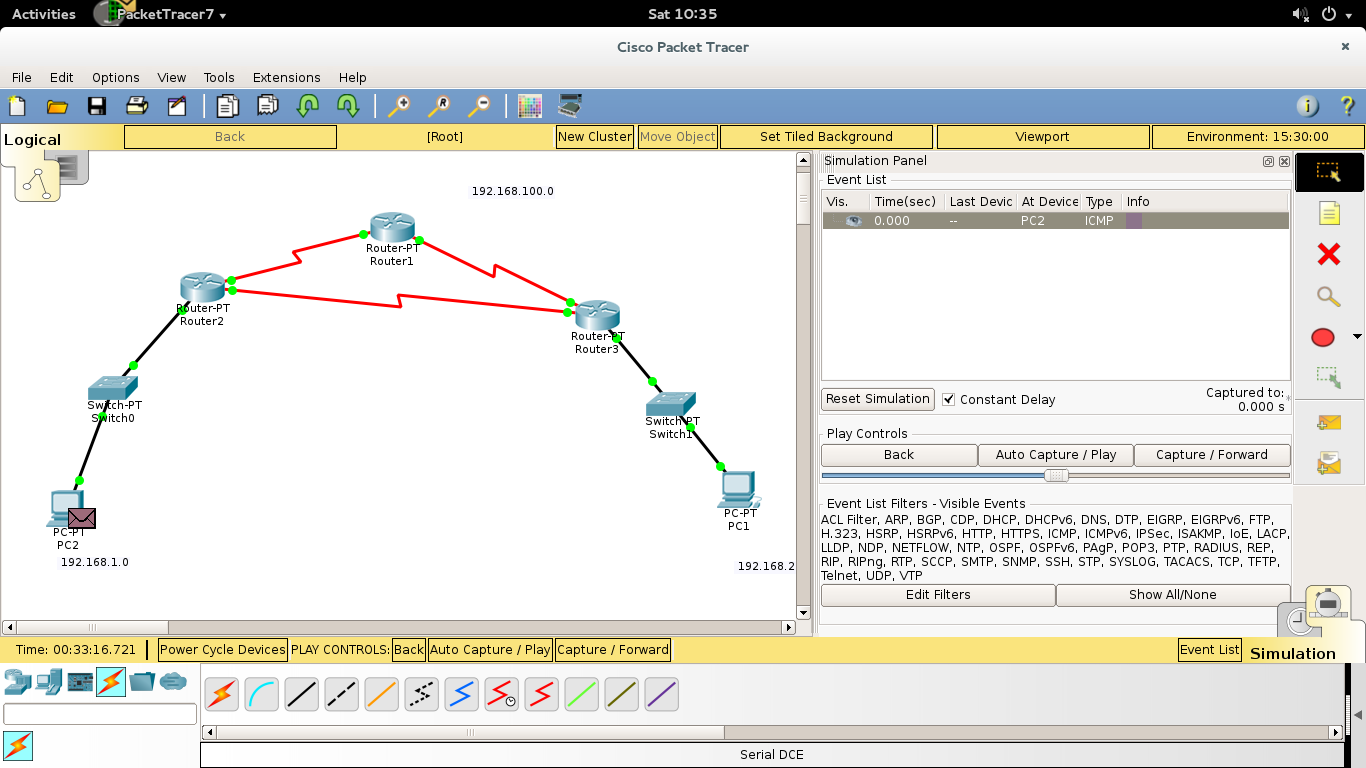 Activities PacketTracer7 Sat 10:35
Cisco Packet Tracer
File Edit Options View Tools Extensions Help
Logical Back [Root] New Cluster Move Object Set Tiled Background Viewport Environment: 15:30:00
192.168.100.0
Router-PT
Router1
Router-PT
Router2
Router-PT
Router3
Switch-PT
Switch0
Switch-PT
Switch1
PC-PT
PC2
192.168.1.0
PC-PT
PC1
192.168.2
Simulation Panel
Event List
Vis. Time(sec) Last Devic At Device Type Info
0.000 -- PC2 ICMP
Reset Simulation Constant Delay Captured to:
0.000 s
Play Controls
Back Auto Capture / Play Capture / Forward
Event List Filters - Visible Events
ACL Filter, ARP, BGP, CDP, DHCP, DHCPv6, DNS, DTP, EIGRP, EIGRPv6, FTP,
H.323, HSRP, HSRPv6, HTTP, HTTPS, ICMP, ICMPv6, IPSec, ISAKMP, IoE, LACP,
LLDP, NDP, NETFLOW, NTP, OSPF, OSPFv6, PAgP, POP3, PTP, RADIUS, REP,
RIP, RIPng, RTP, SCCP, SMTP, SNMP, SSH, STP, SYSLOG, TACACS, TCP, TFTP,
Telnet, UDP, VTP
Edit Filters Show All/None
Time: 00:33:16.721 Power Cycle Devices PLAY CONTROLS: Back Auto Capture / Play Capture / Forward Event List Simulation
Serial DCE